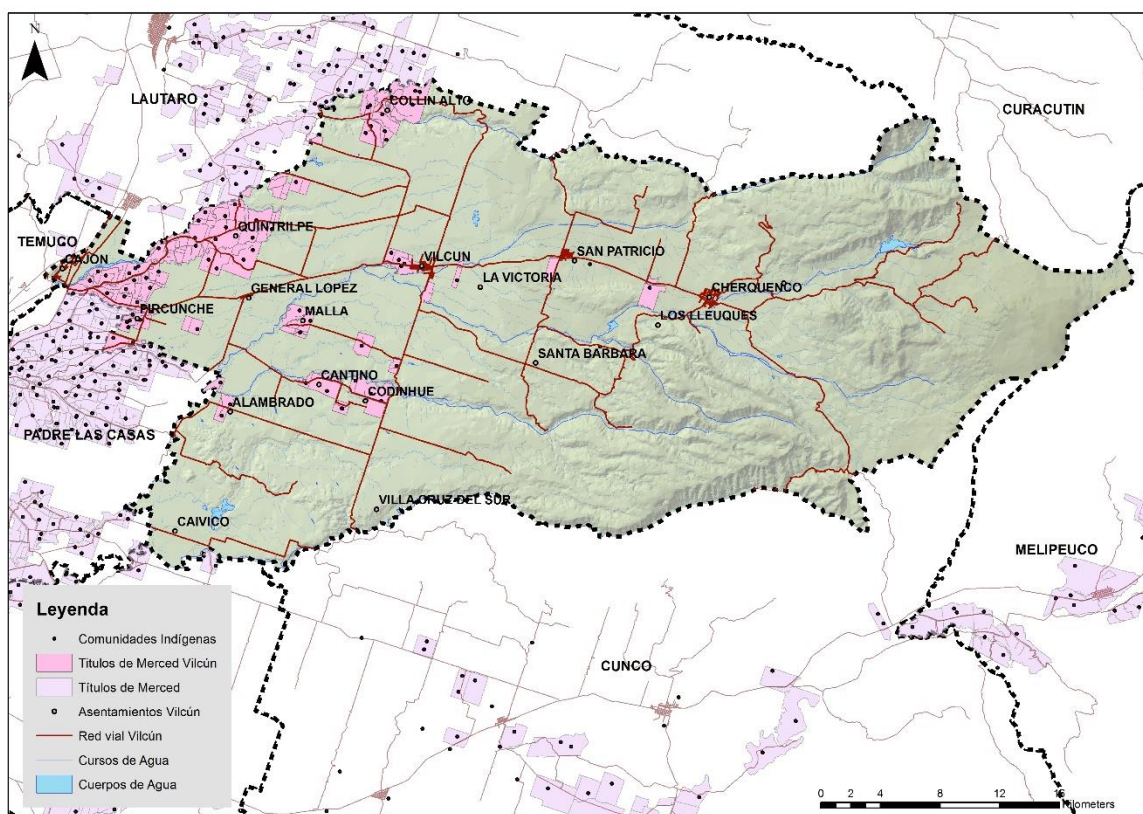 N
COLLIN ALTO
LAUTARO
CURACUTIN
QUINTRILPE
TEMUCO
CAJON
VILCUN
SAN PATRICIO
LA VICTORIA
CHERQUENCO
GENERAL LOPEZ
PIRCUNCHE
MALLA
LOS LLEUQUES
SANTA BARBARA
CANTINO
CODINHUE
ALAMBRADO
PADRE LAS CASAS
VILLA CRUZ DEL SUR
CAIVICO
MELIPEUCO
CUNCO
Leyenda
Comunidades Indígenas
Titulos de Merced Vilcún
Títulos de Merced
Asentamientos Vilcún
Red vial Vilcún
Cursos de Agua
Cuerpos de Agua
0 2 4 8 12 16
Kilometers